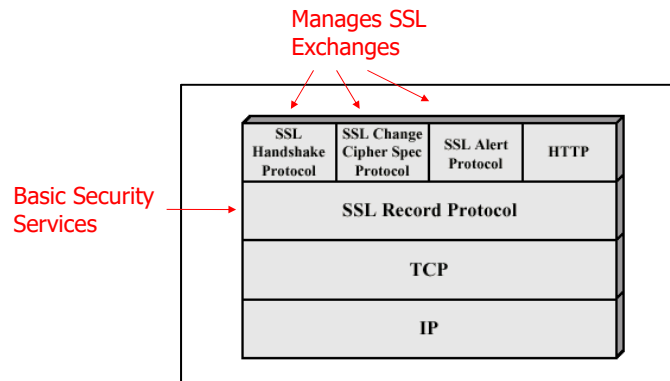 Manages SSL
Exchanges
SSL
Handshake
Protocol
SSL Change
Cipher Spec
Protocol
SSL Alert
Protocol
HTTP
Basic Security
Services
SSL Record Protocol
TCP
IP